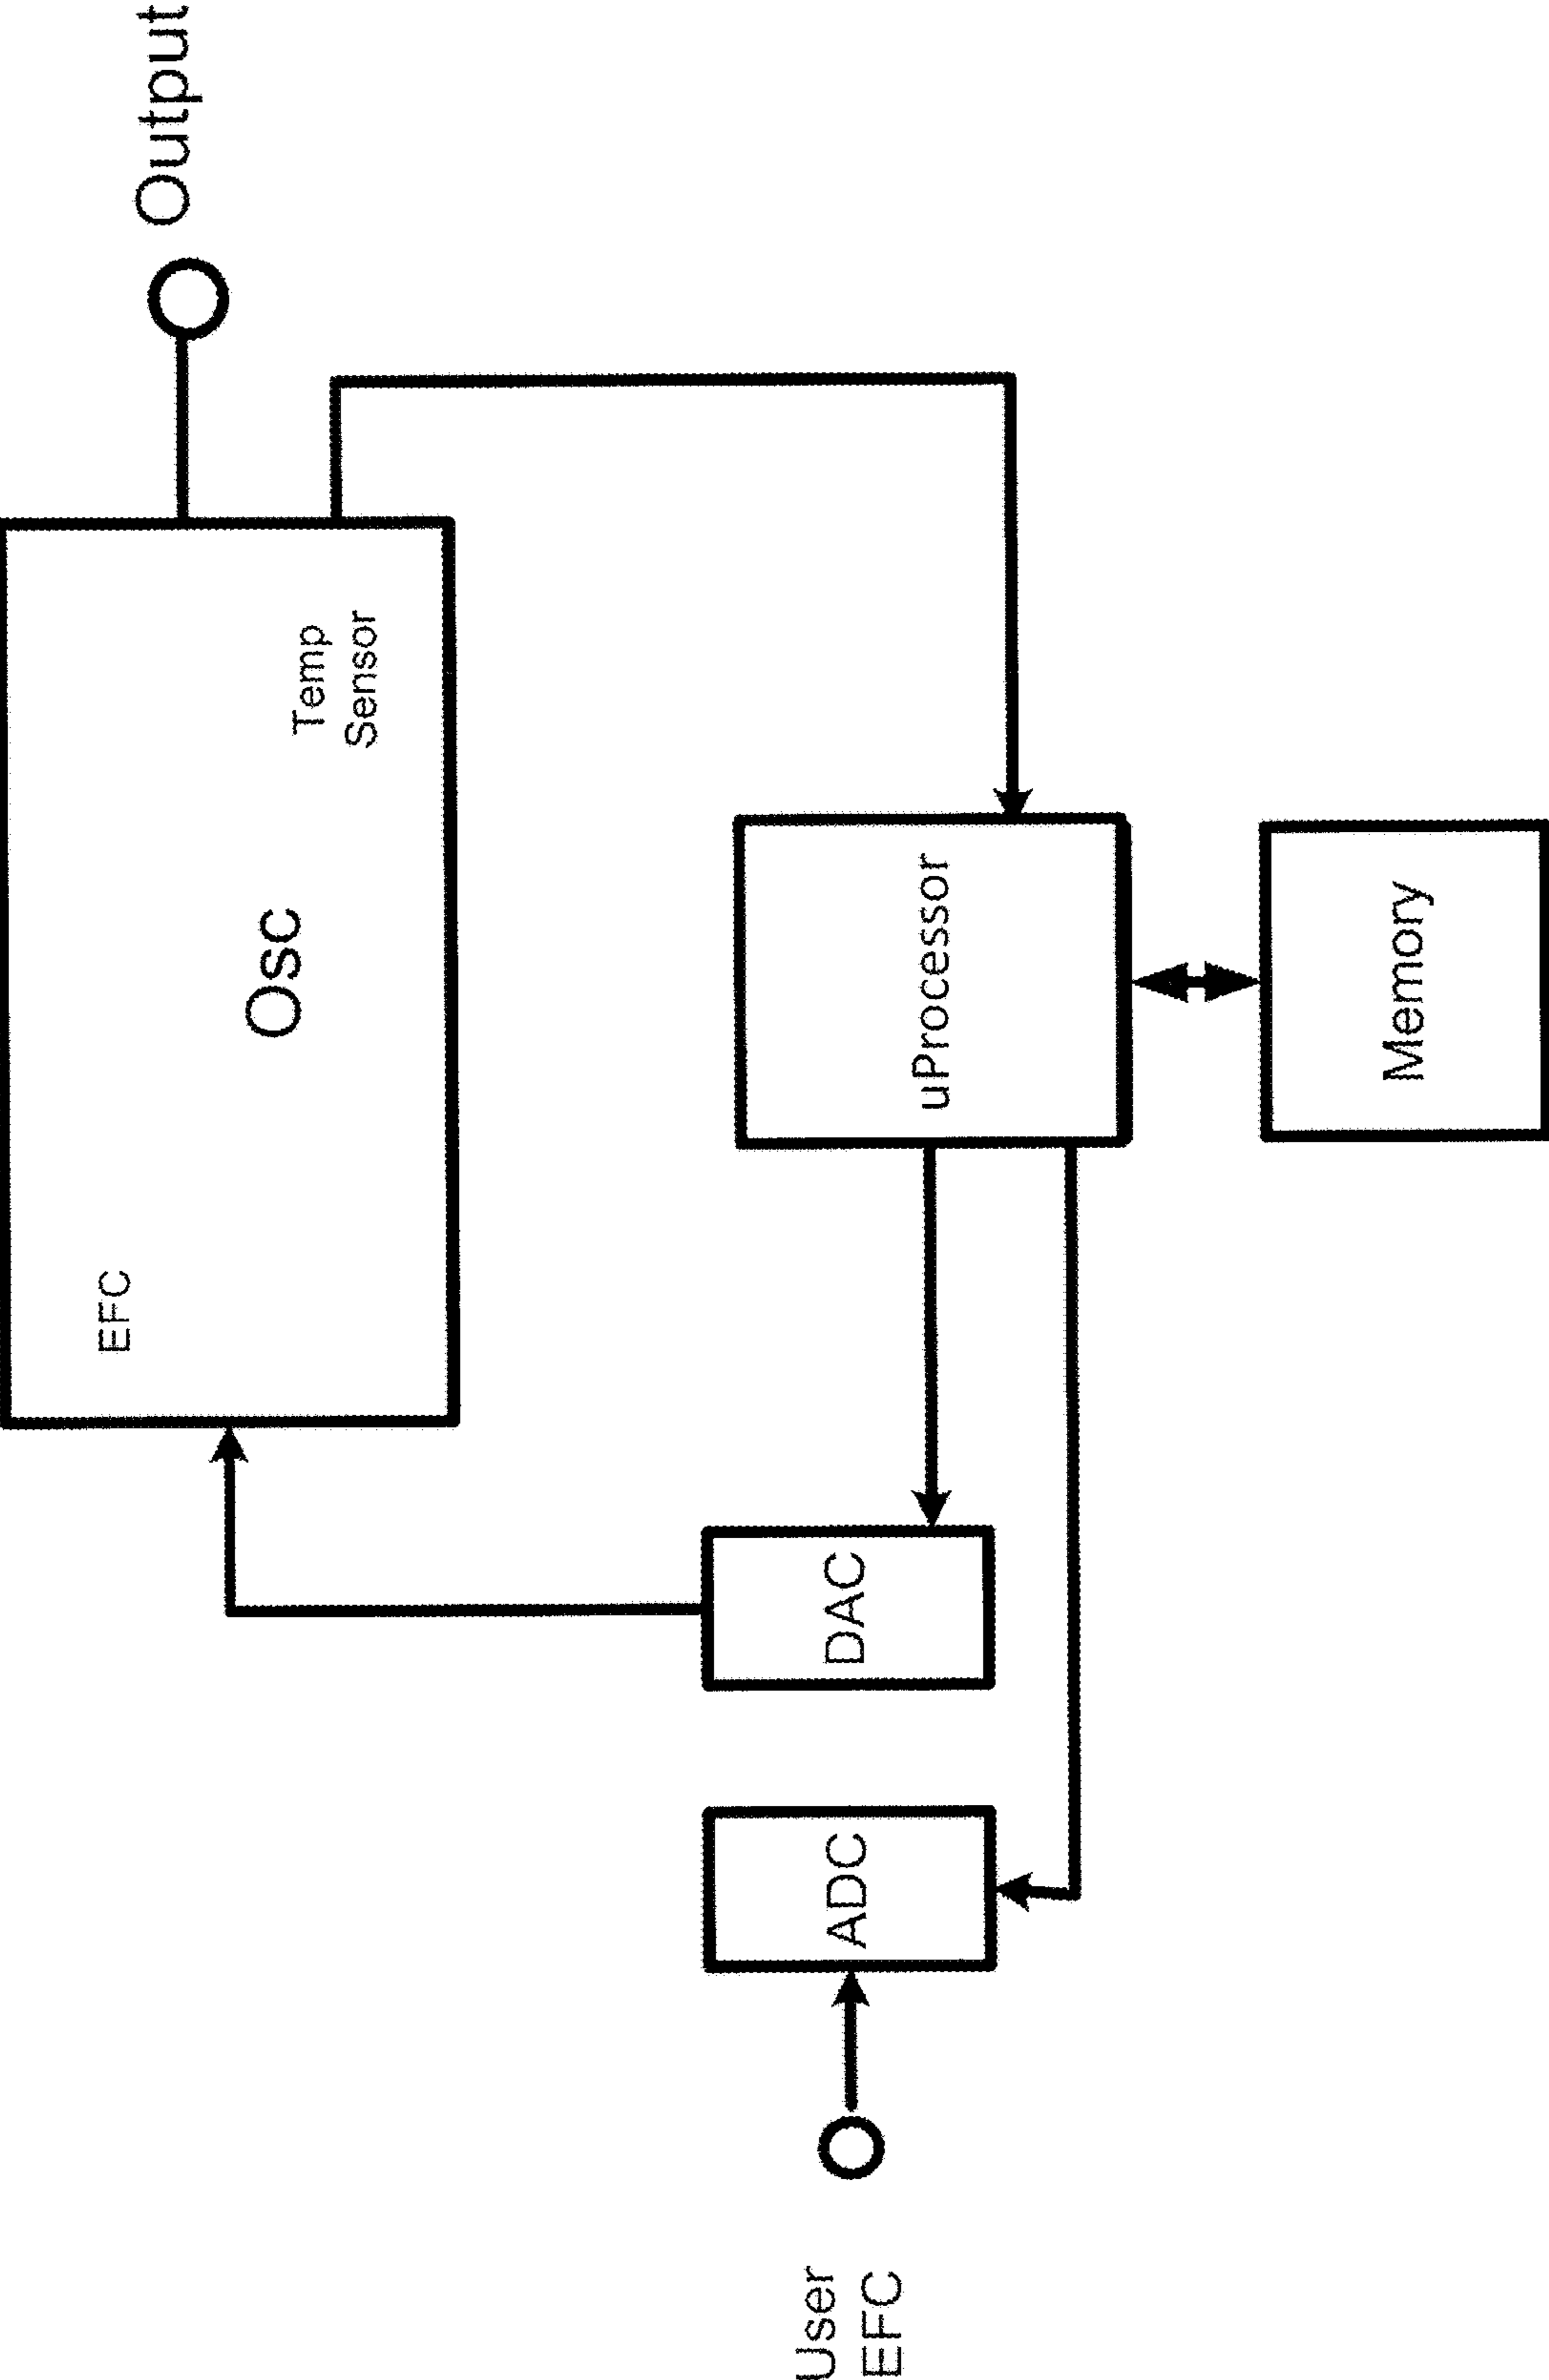 Output
Osc
Temp
Sensor
EFC
uProcessor
Memory
DAC
ADC
User
EFC